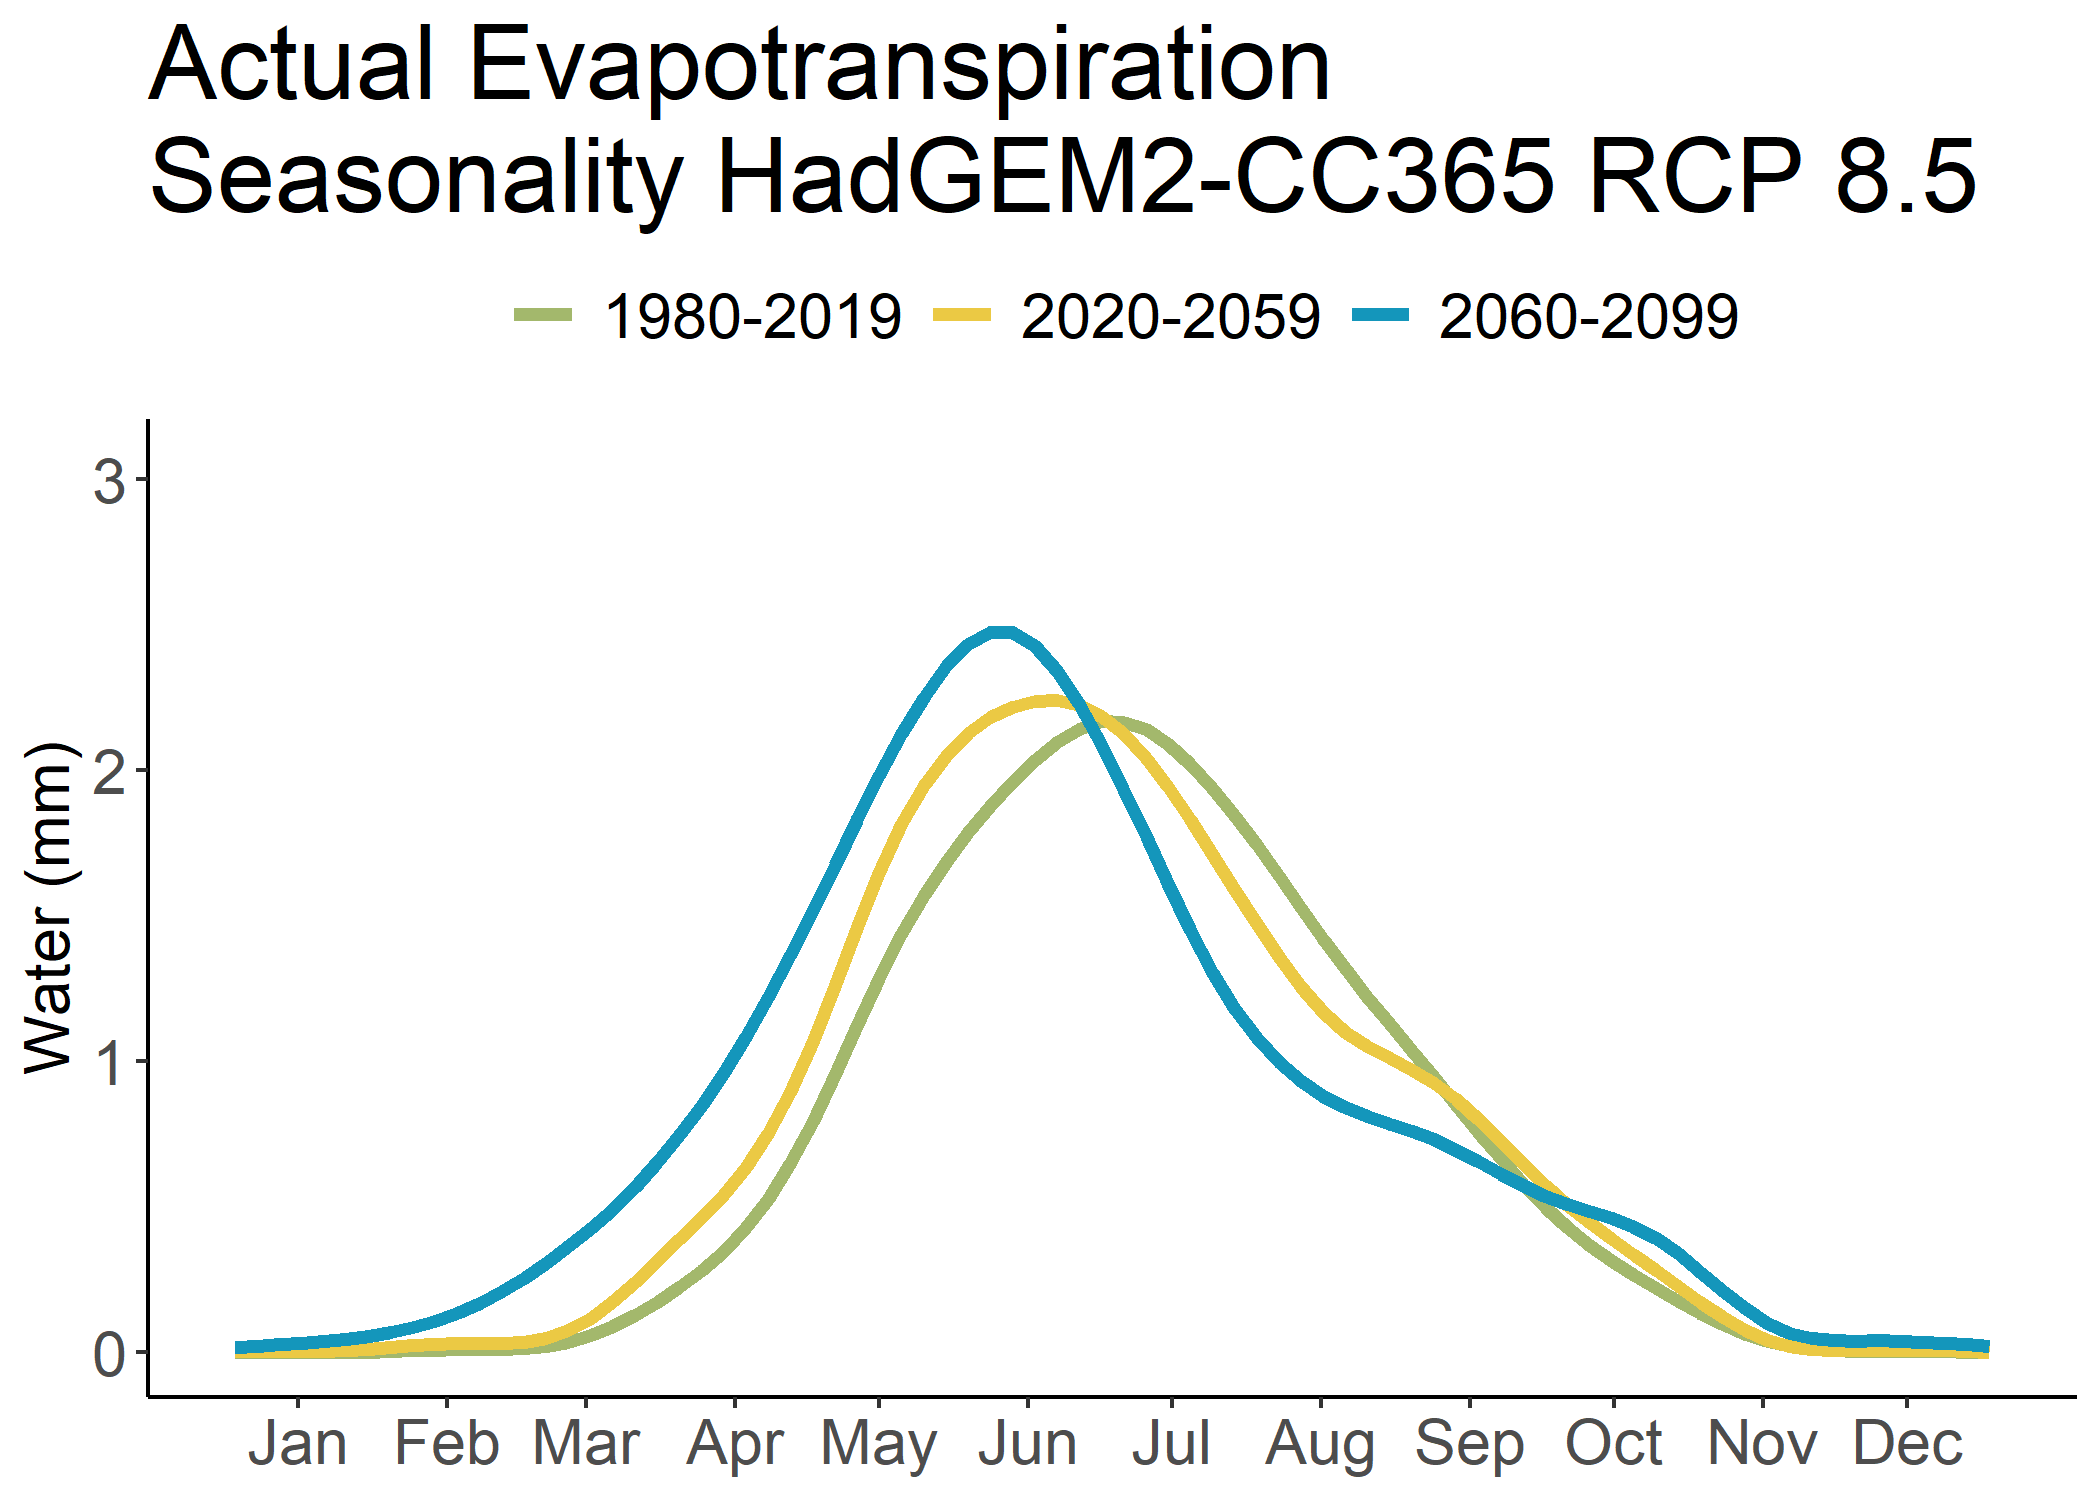 Actual Evapotranspiration
Seasonality HadGEM2-CC365 RCP 8.5
1980-2019 2020-2059 2060-2099
Water (mm)
3
2
1
0
Jan Feb Mar Apr May Jun Jul Aug Sep Oct Nov Dec